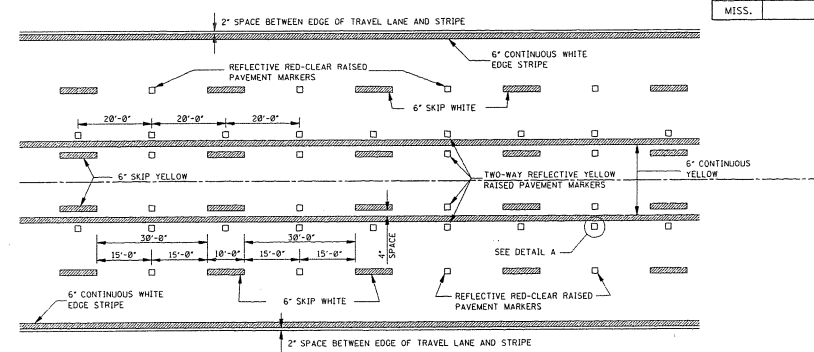 MISS.
2" SPACE BETWEEN EDGE OF TRAVEL LANE AND STRIPE
6" CONTINUOUS WHITE
EDGE STRIPE
REFLECTIVE RED-CLEAR RAISED
PAVEMENT MARKERS
6" SKIP WHITE
20'-0" 20'-0" 20'-0"
6" SKIP YELLOW
TWO-WAY REFLECTIVE YELLOW
RAISED PAVEMENT MARKERS
6" CONTINUOUS
YELLOW
30'-0" 30'-0"
15'-0" 15'-0" 10'-0" 15'-0" 15'-0"
4"
SPACE
SEE DETAIL A
6" CONTINUOUS WHITE
EDGE STRIPE
6" SKIP WHITE
REFLECTIVE RED-CLEAR RAISED
PAVEMENT MARKERS
2" SPACE BETWEEN EDGE OF TRAVEL LANE AND STRIPE